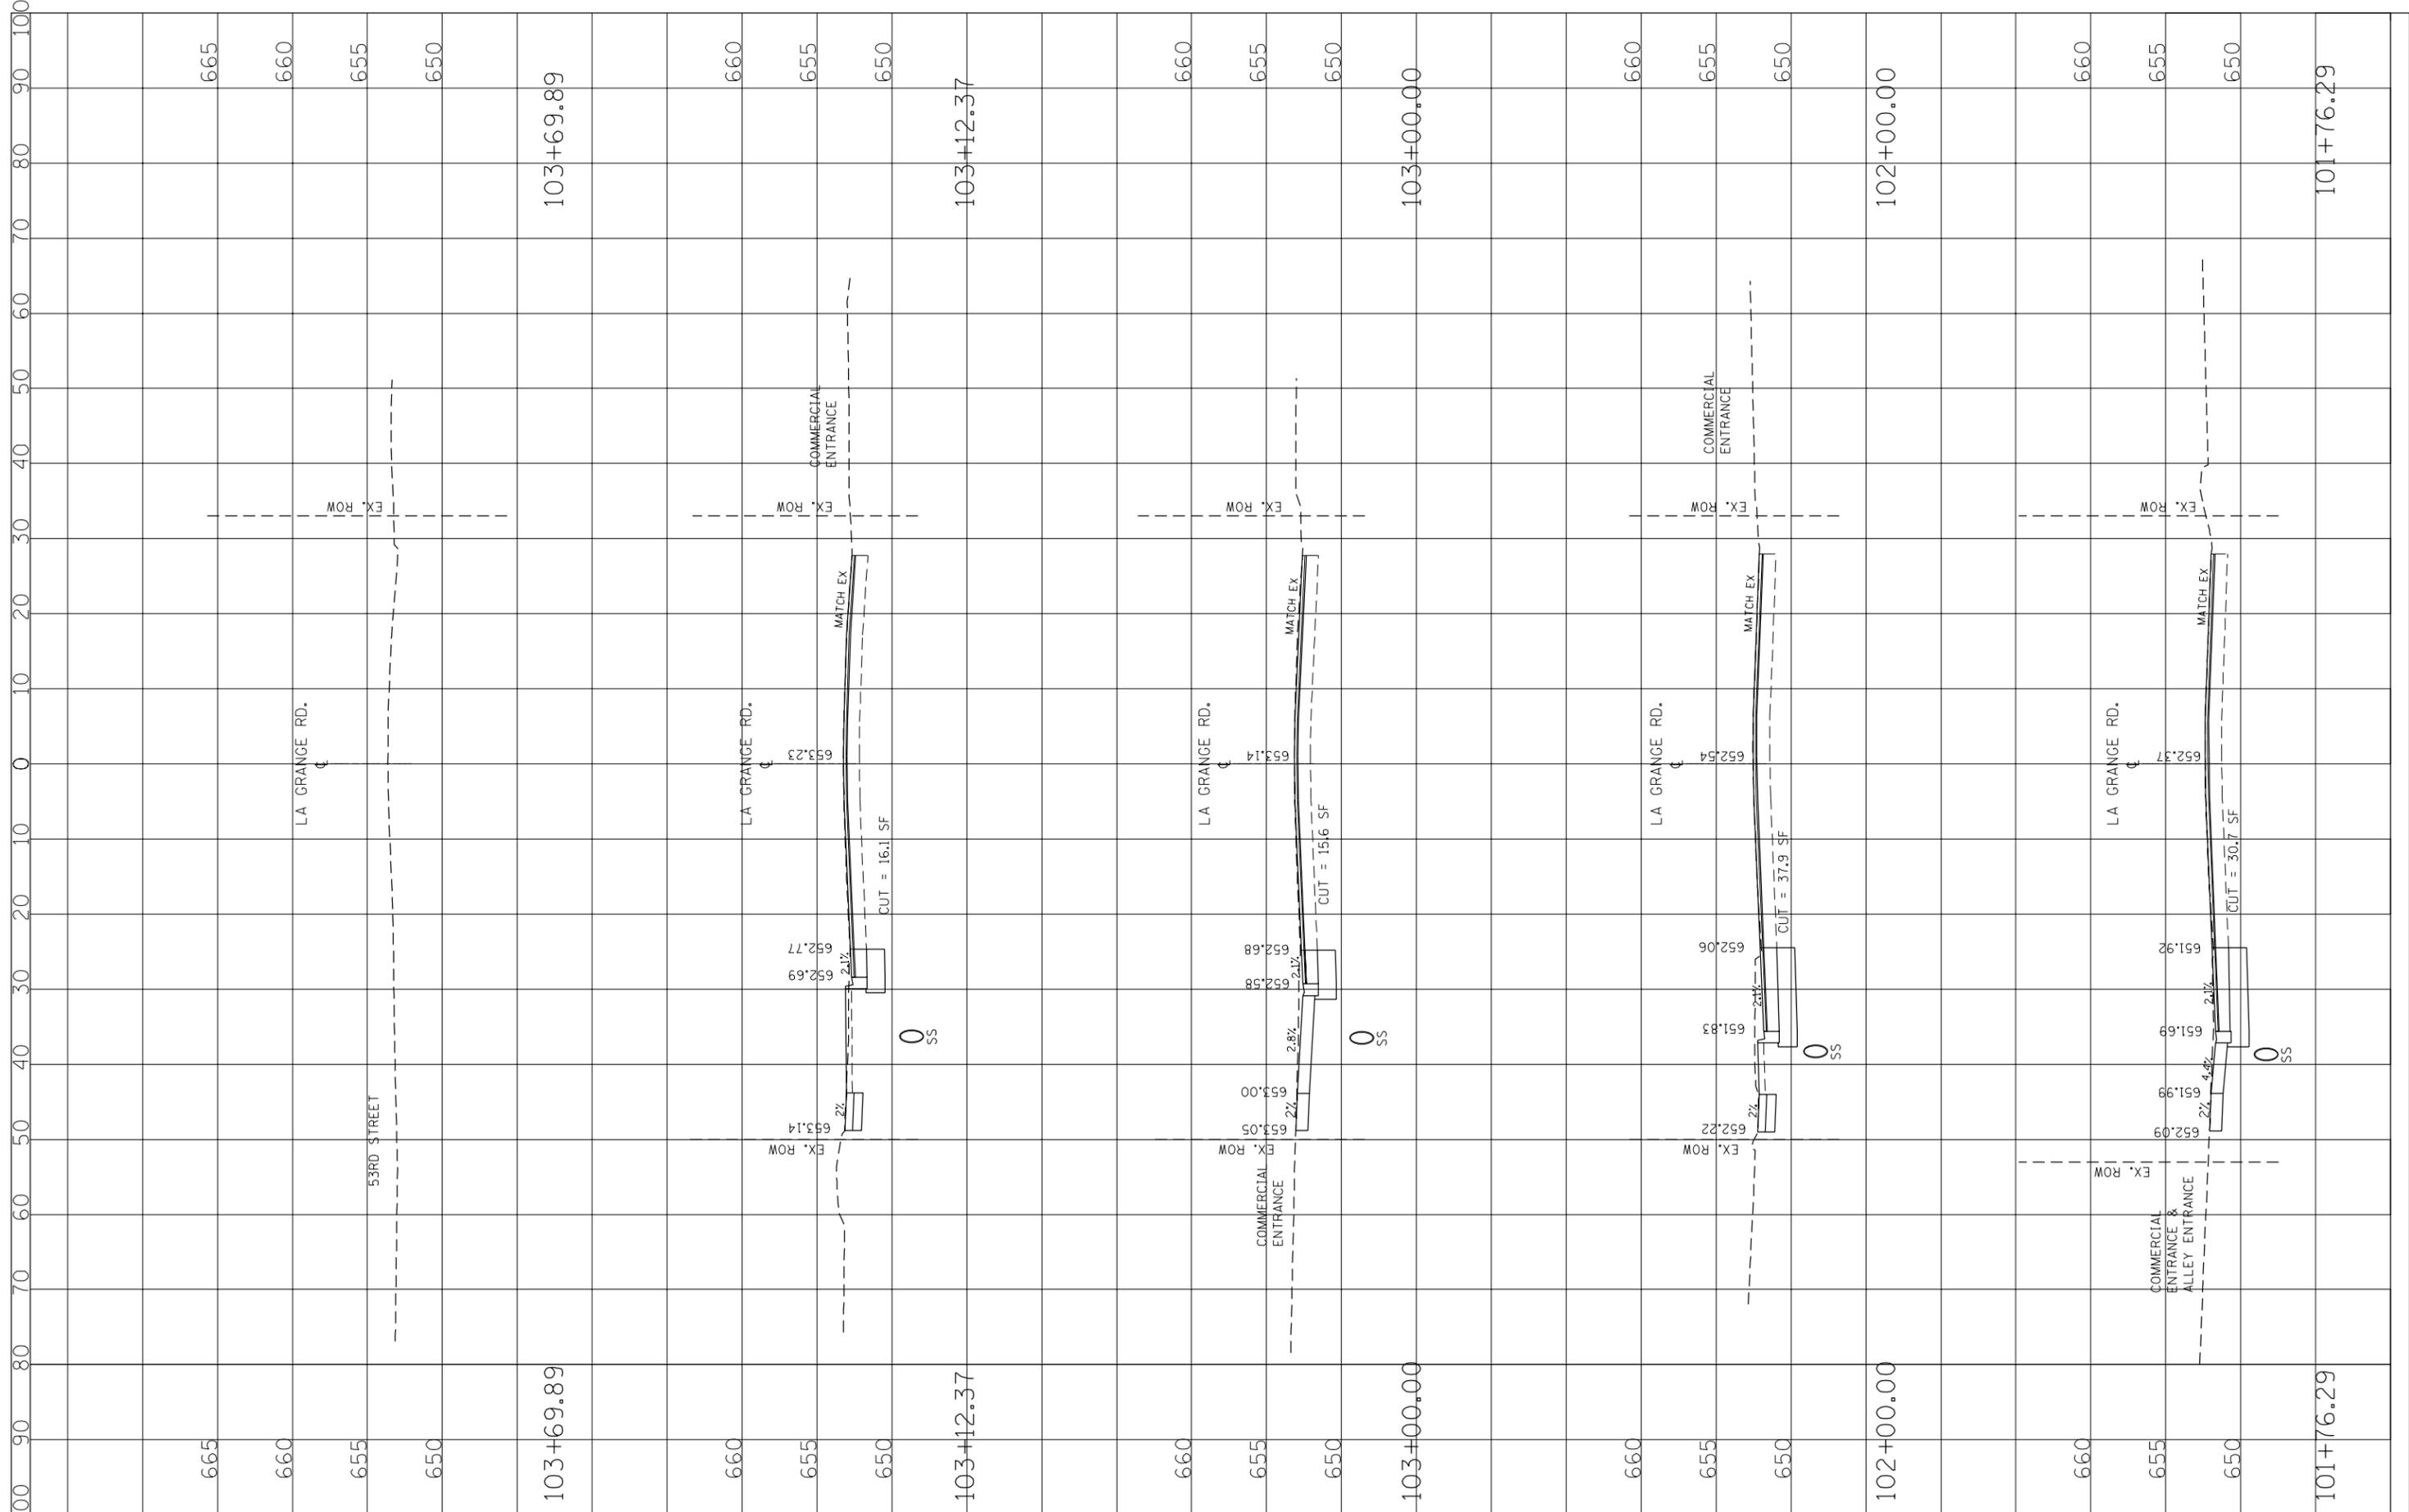 100 90 80 70 60 50 40 30 20 10 0 10 20 30 40 50 60 70 80 90 00
665
660
655
650
LA GRANGE RD.
℄
EX. ROW
53RD STREET
665
660
655
650
103+69.89
103+69.89
660
655
650
LA GRANGE RD.
℄
EX. ROW
COMMERCIAL
ENTRANCE
MATCH EX
653.23
CUT = 16.1 SF
652.77
2.1%
652.69
SS
2%
653.14
EX. ROW
660
655
650
103+12.37
103+12.37
660
655
650
LA GRANGE RD.
℄
EX. ROW
MATCH EX
653.14
CUT = 15.6 SF
652.68
2.1%
652.58
2.8%
SS
653.00
2%
653.05
EX. ROW
COMMERCIAL
ENTRANCE
660
655
650
103+00.00
103+00.00
660
655
650
LA GRANGE RD.
℄
EX. ROW
COMMERCIAL
ENTRANCE
MATCH EX
652.54
CUT = 37.9 SF
652.06
2.1%
651.83
SS
2%
652.22
EX. ROW
660
655
650
102+00.00
102+00.00
660
655
650
LA GRANGE RD.
℄
EX. ROW
MATCH EX
652.37
CUT = 30.7 SF
651.92
2.1%
651.69
SS
4.4%
651.99
2%
652.09
EX. ROW
COMMERCIAL
ENTRANCE &
ALLEY ENTRANCE
660
655
650
101+76.29
101+76.29